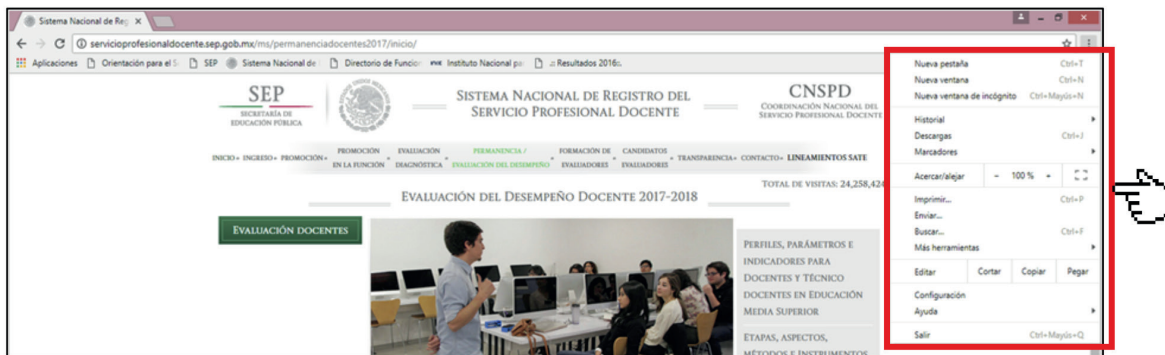 Sistema Nacional de Reg
servicioprofesionaldocente.sep.gob.mx/ms/permanenciadocentes2017/inicio/
Aplicaciones Orientación para el S SEP Sistema Nacional de Directorio de Funcion Instituto Nacional pa .:: Resultados 2016::.
SEP
SECRETARÍA DE
EDUCACIÓN PÚBLICA
SISTEMA NACIONAL DE REGISTRO DEL
SERVICIO PROFESIONAL DOCENTE
CNSPD
COORDINACIÓN NACIONAL DEL
SERVICIO PROFESIONAL DOCENTE
INICIO INGRESO PROMOCIÓN PROMOCIÓN EN LA FUNCIÓN EVALUACIÓN DIAGNÓSTICA PERMANENCIA / EVALUACIÓN DEL DESEMPEÑO FORMACIÓN DE EVALUADORES CANDIDATOS EVALUADORES TRANSPARENCIA CONTACTO LINEAMIENTOS SATE
TOTAL DE VISITAS: 24,258,424
EVALUACIÓN DEL DESEMPEÑO DOCENTE 2017-2018
EVALUACIÓN DOCENTES
PERFILES, PARÁMETROS E
INDICADORES PARA
DOCENTES Y TÉCNICO
DOCENTES EN EDUCACIÓN
MEDIA SUPERIOR
ETAPAS, ASPECTOS,
MÉTODOS E INSTRUMENTOS
Nueva pestaña Ctrl+T
Nueva ventana Ctrl+N
Nueva ventana de incógnito Ctrl+Mayús+N
Historial
Descargas Ctrl+J
Marcadores
Acercar/alejar - 100 % +
Imprimir... Ctrl+P
Enviar...
Buscar... Ctrl+F
Más herramientas
Editar Cortar Copiar Pegar
Configuración
Ayuda
Salir Ctrl+Mayús+Q